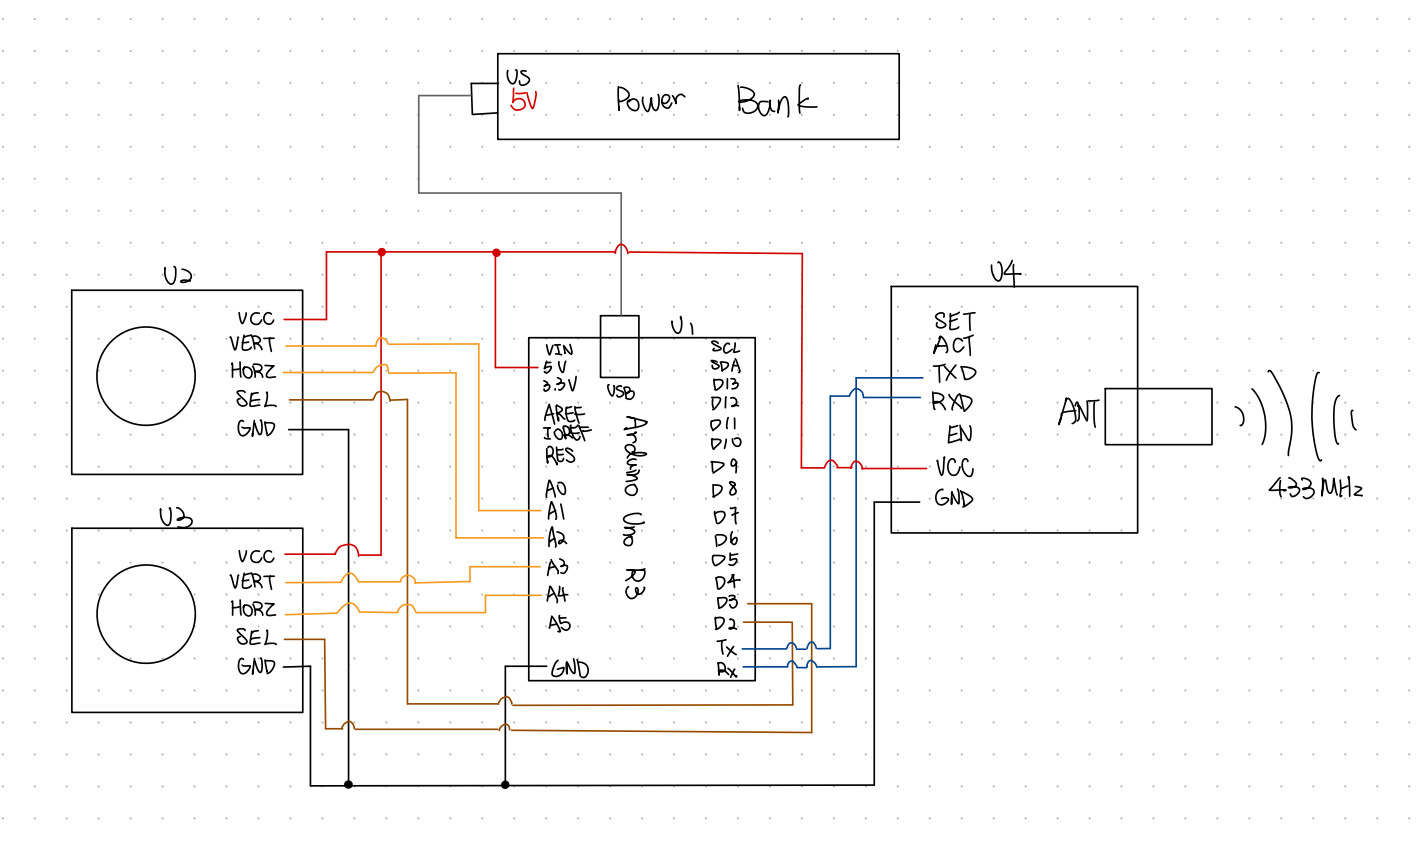 US
5V
Power Bank
U2
VCC
VERT
HORZ
SEL
GND
U3
VCC
VERT
HORZ
SEL
GND
U1
VIN
5V
3.3V
AREF
IOREF
RES
A0
A1
A2
A3
A4
A5
GND
USB
Arduino Uno R3
SCL
SDA
D13
D12
D11
D10
D9
D8
D7
D6
D5
D4
D3
D2
Tx
Rx
U4
SET
ACT
TXD
RXD
EN
VCC
GND
ANT
433MHz